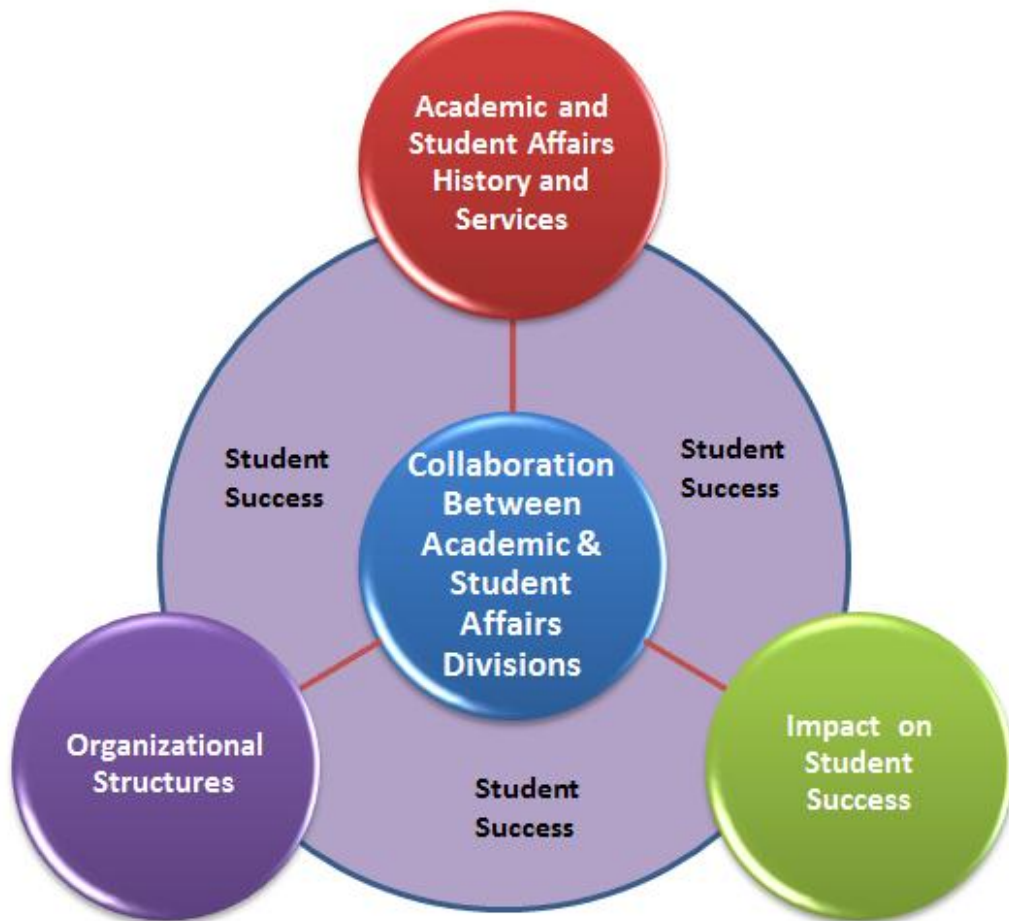 Academic and
Student Affairs
History and
Services
Student
Success
Collaboration
Between
Academic &
Student
Affairs
Divisions
Student
Success
Organizational
Structures
Student
Success
Impact on
Student
Success